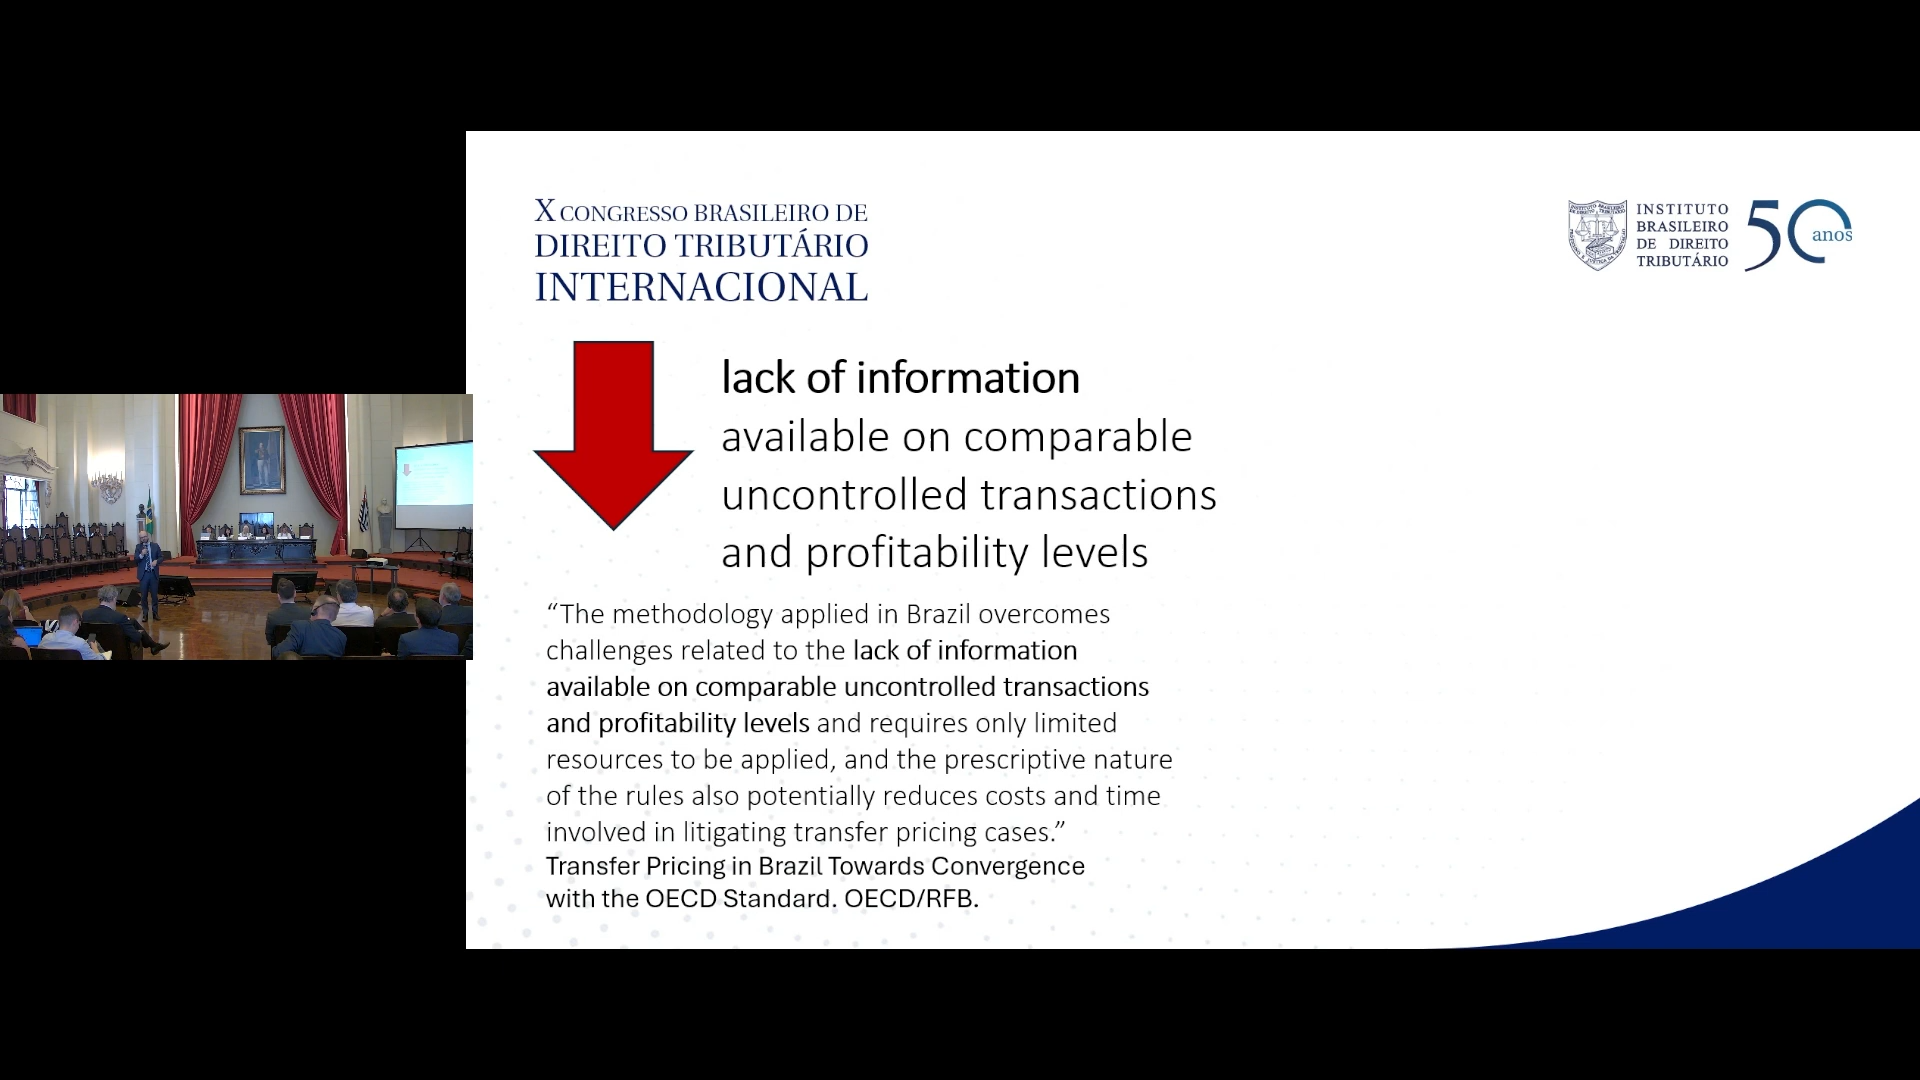 X CONGRESSO BRASILEIRO DE
DIREITO TRIBUTÁRIO
INTERNACIONAL
INSTITUTO
BRASILEIRO
DE DIREITO
TRIBUTÁRIO
50 anos
lack of information
available on comparable
uncontrolled transactions
and profitability levels
“The methodology applied in Brazil overcomes
challenges related to the lack of information
available on comparable uncontrolled transactions
and profitability levels and requires only limited
resources to be applied, and the prescriptive nature
of the rules also potentially reduces costs and time
involved in litigating transfer pricing cases.”
Transfer Pricing in Brazil Towards Convergence
with the OECD Standard. OECD/RFB.